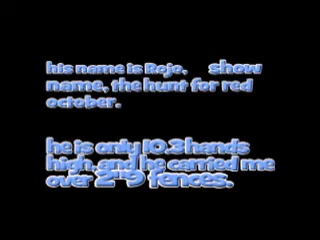 his name is Rojo. show
name, the hunt for red
october.
he is only 10.3 hands
high, and he carried me
over 2"9 fences.